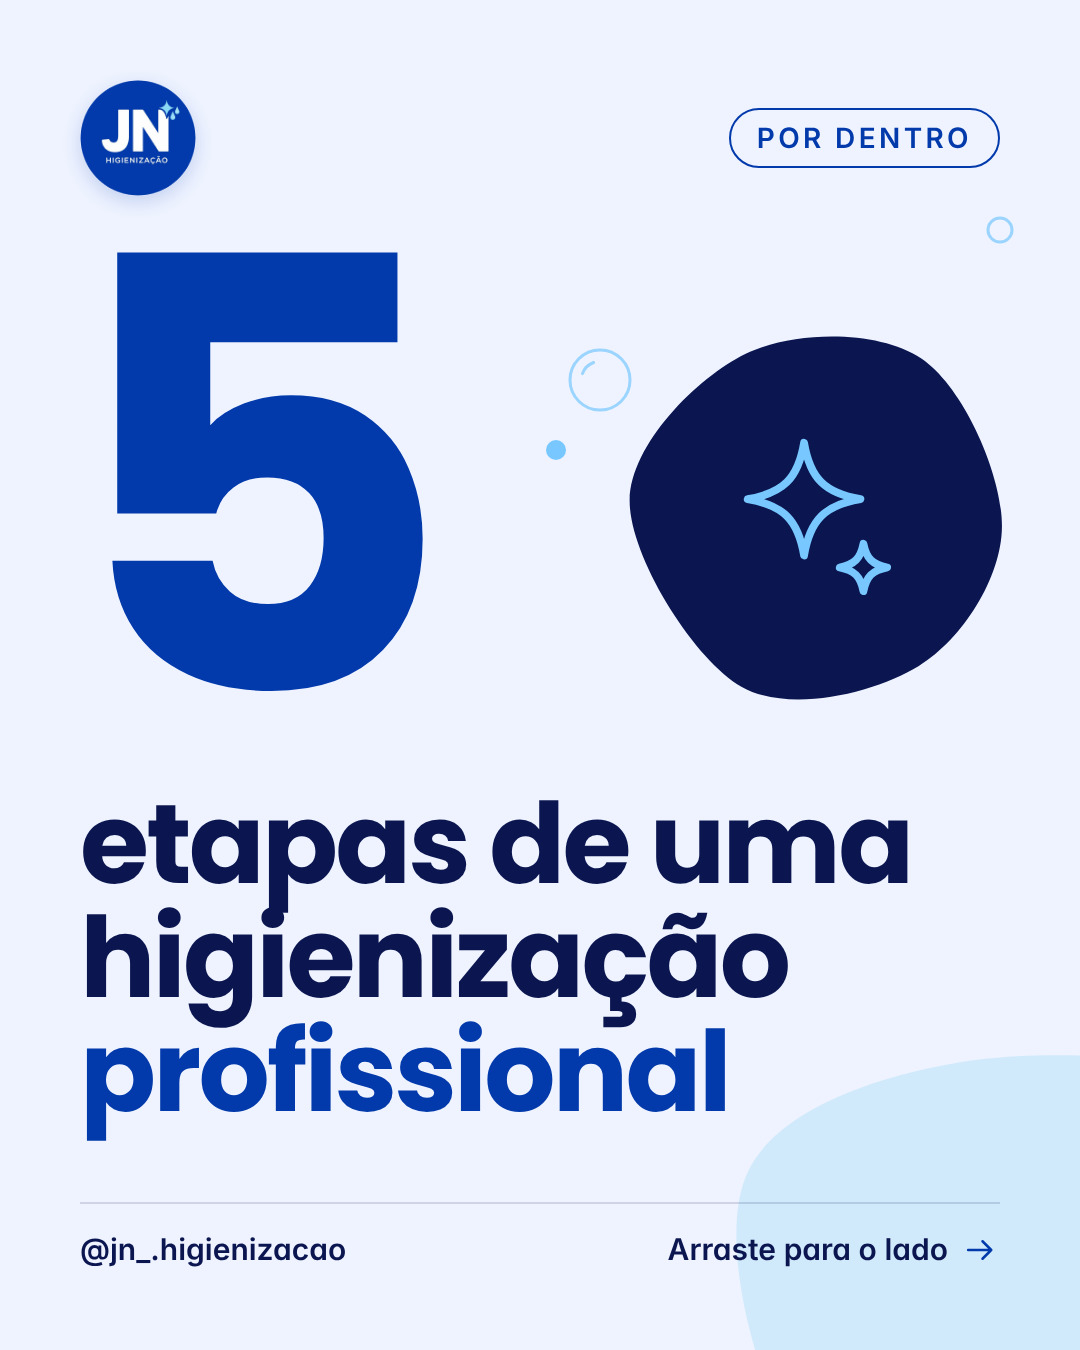 JN
HIGIENIZAÇÃO
POR DENTRO
5
etapas de uma
higienização
profissional
@jn_.higienizacao
Arraste para o lado →